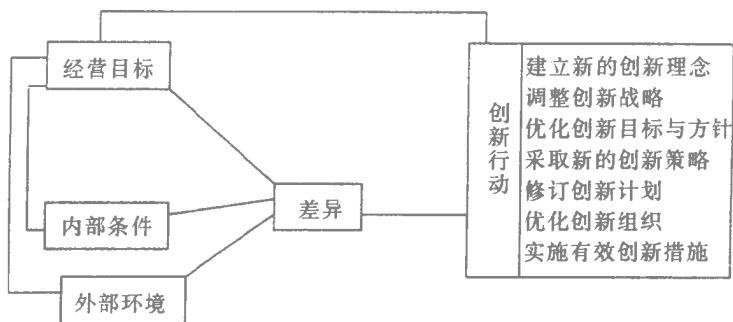 经营目标
内部条件
外部环境
差异
创新行动
建立新的创新理念
调整创新战略
优化创新目标与方针
采取新的创新策略
修订创新计划
优化创新组织
实施有效创新措施